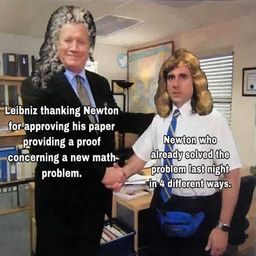 Leibniz thanking Newton
for approving his paper
providing a proof
concerning a new math-
problem.
Newton who
already solved the
problem last night
in 4 different ways.